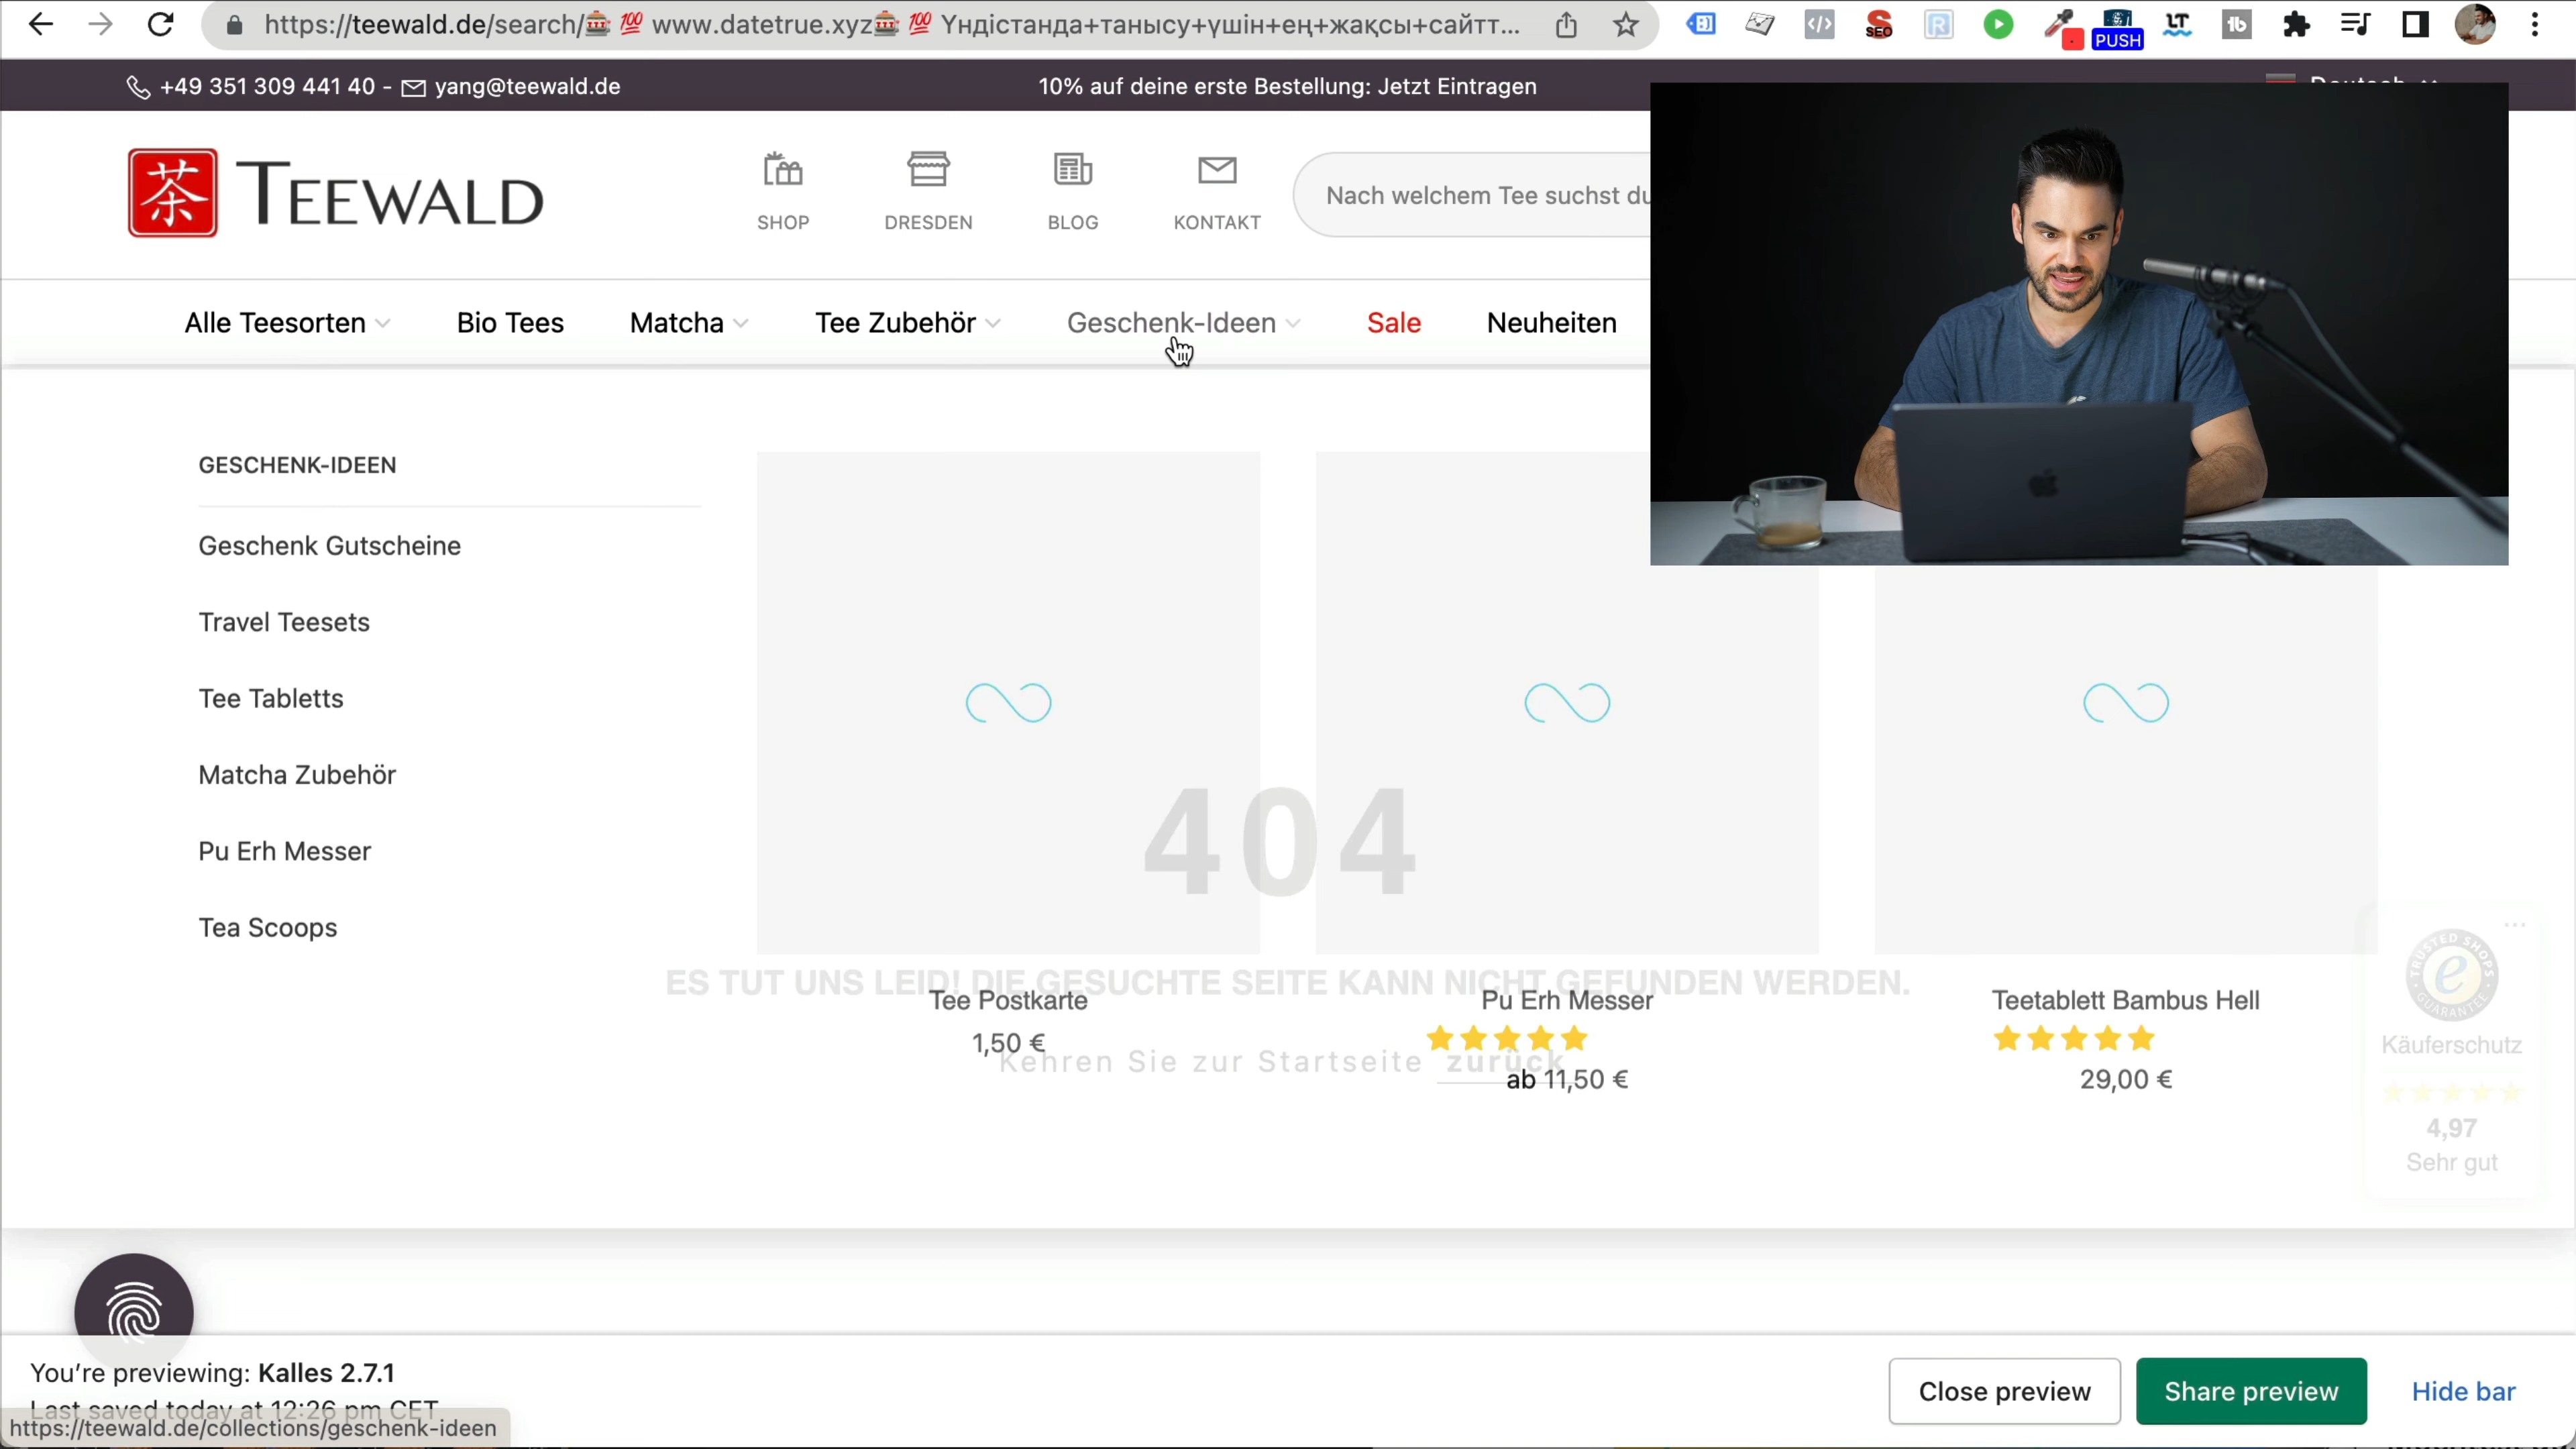 https://teewald.de/search/🎰 💯 www.datetrue.xyz🎰 💯 Үндістанда+танысу+үшін+ең+жақсы+сайтт...
SEO
PUSH
+49 351 309 441 40 - yang@teewald.de
10% auf deine erste Bestellung: Jetzt Eintragen
茶 TEEWALD
SHOP
DRESDEN
BLOG
KONTAKT
Nach welchem Tee suchst du
Alle Teesorten
Bio Tees
Matcha
Tee Zubehör
Geschenk-Ideen
Sale
Neuheiten
GESCHENK-IDEEN
Geschenk Gutscheine
Travel Teesets
Tee Tabletts
Matcha Zubehör
Pu Erh Messer
Tea Scoops
404
ES TUT UNS LEID! DIE GESUCHTE SEITE KANN NICHT GEFUNDEN WERDEN.
Kehren Sie zur Startseite zurück
Tee Postkarte
1,50 €
Pu Erh Messer
ab 11,50 €
Teetablett Bambus Hell
29,00 €
TRUSTED SHOPS
e
GUARANTEE
Käuferschutz
4,97
Sehr gut
You're previewing: Kalles 2.7.1
Last saved today at 12:26 pm CET
https://teewald.de/collections/geschenk-ideen
Close preview
Share preview
Hide bar